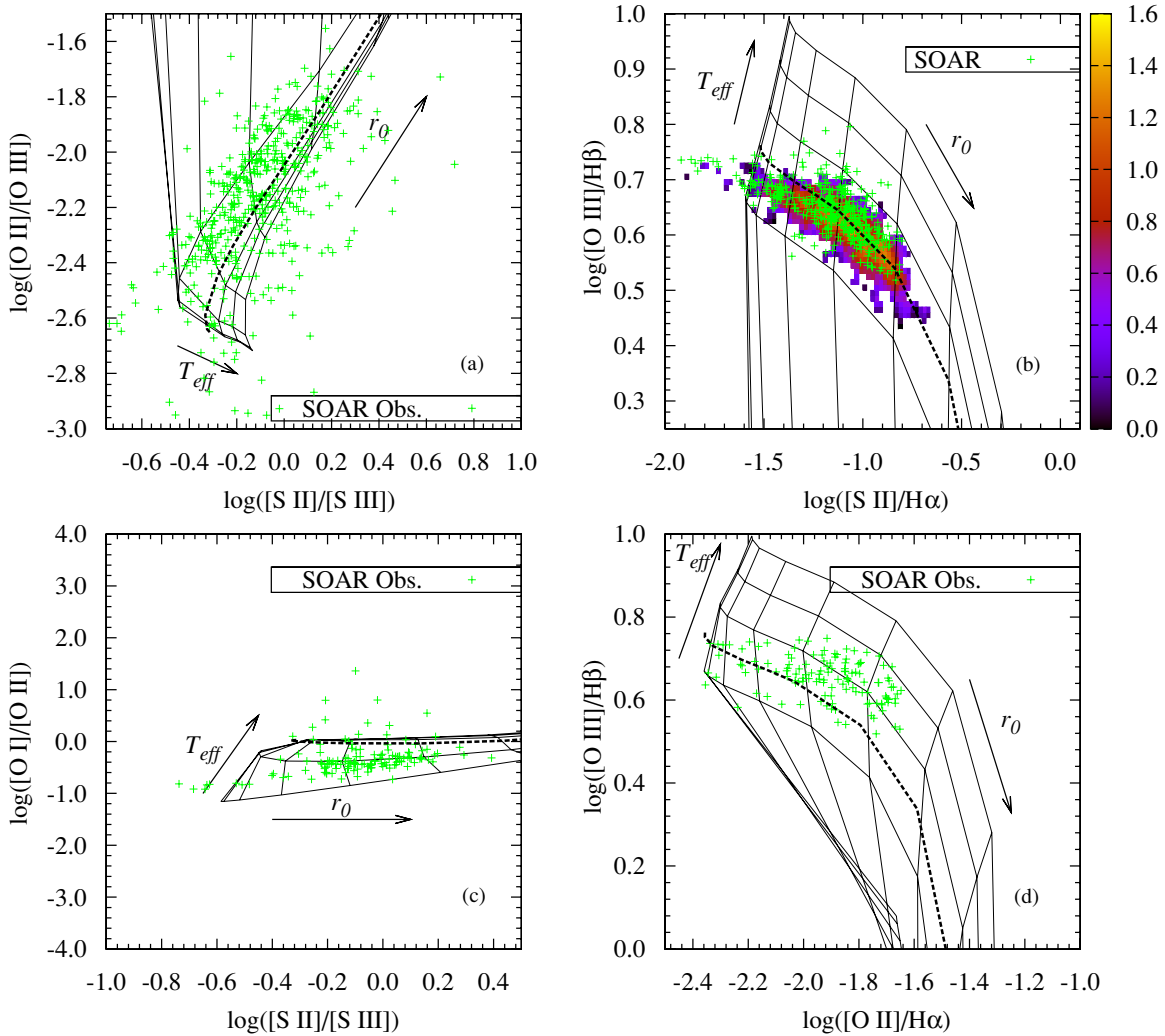 -1.6
-1.8
-2.0
-2.2
-2.4
-2.6
-2.8
-3.0
log([O II]/[O III])
r0
Teff
(a)
SOAR Obs.
-0.6 -0.4 -0.2 0.0 0.2 0.4 0.6 0.8 1.0
log([S II]/[S III])
1.0
0.9
0.8
0.7
0.6
0.5
0.4
0.3
log([O III]/Hβ)
Teff
SOAR
r0
(b)
-2.0 -1.5 -1.0 -0.5 0.0
log([S II]/Hα)
1.6
1.4
1.2
1.0
0.8
0.6
0.4
0.2
0.0
4.0
3.0
2.0
1.0
0.0
-1.0
-2.0
-3.0
-4.0
log([O I]/[O II])
SOAR Obs.
Teff
r0
(c)
-1.0 -0.8 -0.6 -0.4 -0.2 0.0 0.2 0.4
log([S II]/[S III])
1.0
0.8
0.6
0.4
0.2
0.0
log([O III]/Hβ)
Teff
SOAR Obs.
r0
(d)
-2.4 -2.2 -2.0 -1.8 -1.6 -1.4 -1.2 -1.0
log([O II]/Hα)